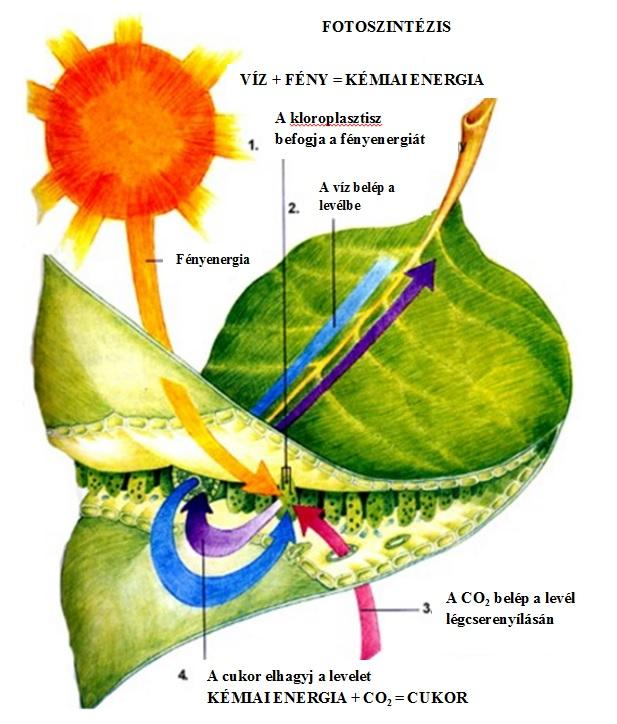 FOTOSZINTÉZIS
VÍZ + FÉNY = KÉMIAI ENERGIA
1. A kloroplasztisz
befogja a fényenergiát
2. A víz belép a
levélbe
Fényenergia
3. A CO₂ belép a levél
légcserenyílásán
4. A cukor elhagyj a levelet
KÉMIAI ENERGIA + CO₂ = CUKOR